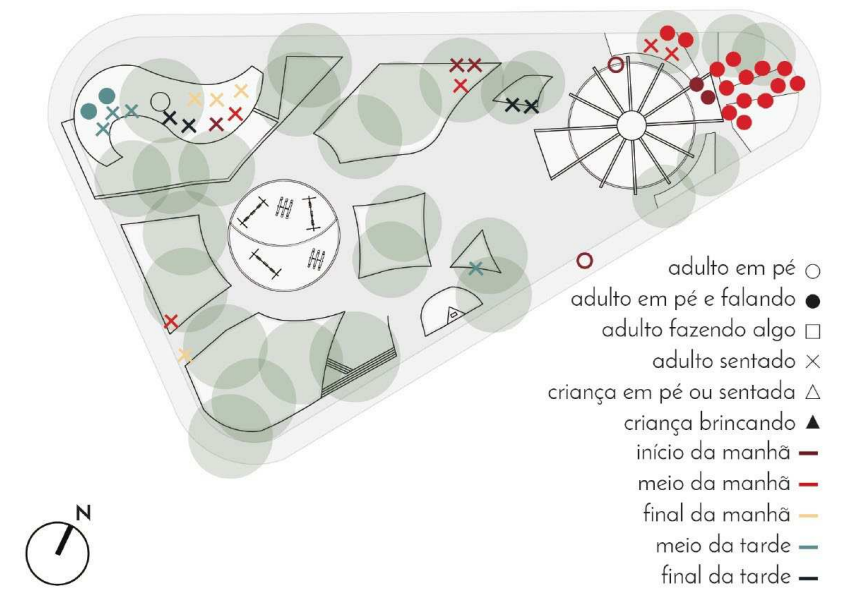 adulto em pé
adulto em pé e falando
adulto fazendo algo
adulto sentado
criança em pé ou sentada
criança brincando
início da manhã
meio da manhã
final da manhã
meio da tarde
final da tarde
N